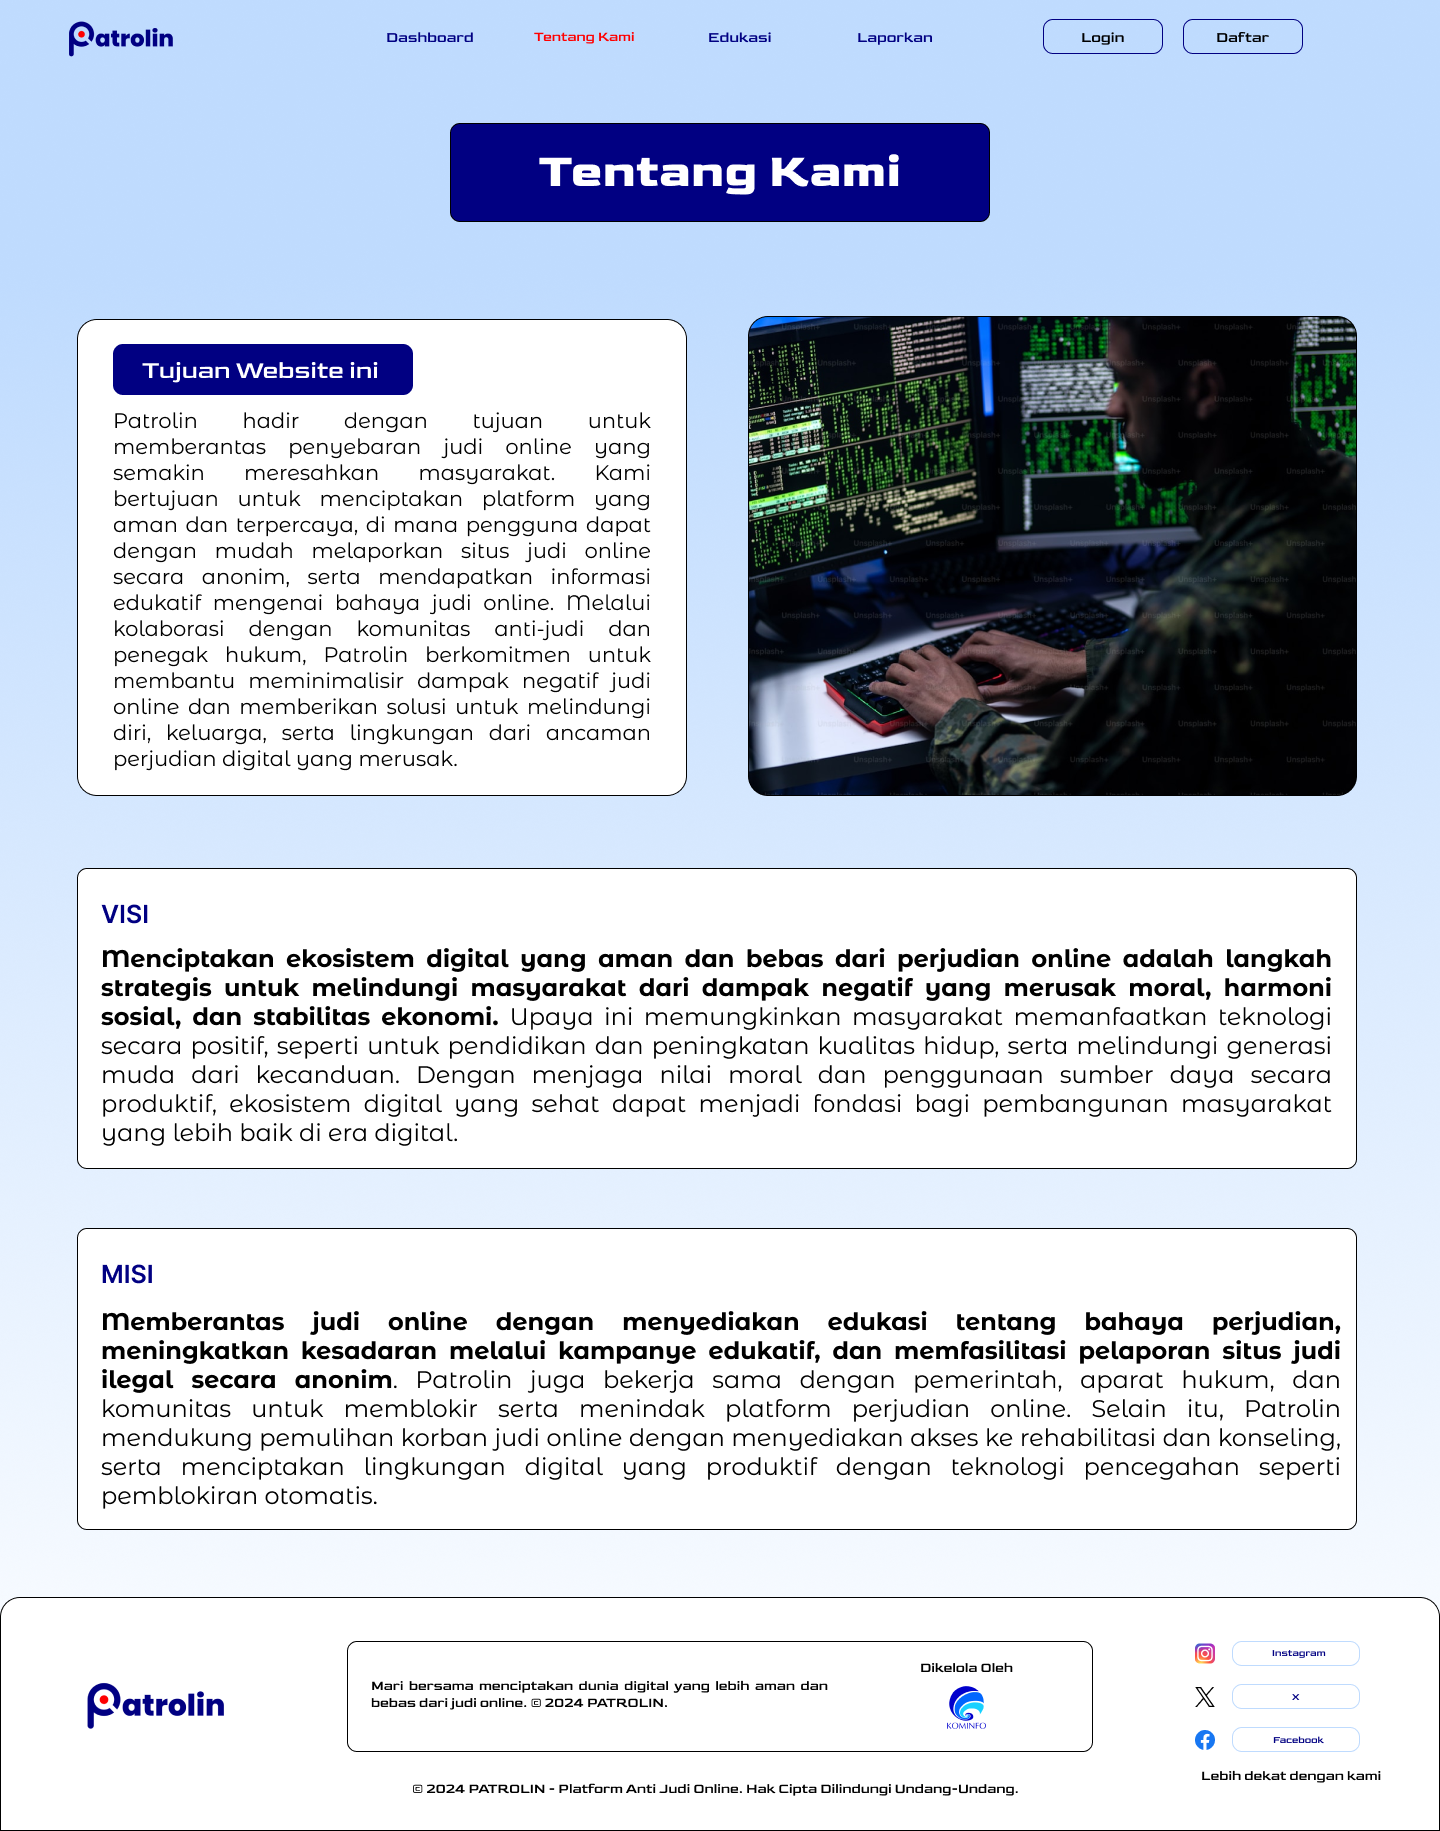 Patrolin
Dashboard
Tentang Kami
Edukasi
Laporkan
Login
Daftar
Tentang Kami
Tujuan Website ini
Patrolin hadir dengan tujuan untuk
memberantas penyebaran judi online yang
semakin meresahkan masyarakat. Kami
bertujuan untuk menciptakan platform yang
aman dan terpercaya, di mana pengguna dapat
dengan mudah melaporkan situs judi online
secara anonim, serta mendapatkan informasi
edukatif mengenai bahaya judi online. Melalui
kolaborasi dengan komunitas anti-judi dan
penegak hukum, Patrolin berkomitmen untuk
membantu meminimalisir dampak negatif judi
online dan memberikan solusi untuk melindungi
diri, keluarga, serta lingkungan dari ancaman
perjudian digital yang merusak.
Unsplash+
VISI
Menciptakan ekosistem digital yang aman dan bebas dari perjudian online adalah langkah
strategis untuk melindungi masyarakat dari dampak negatif yang merusak moral, harmoni
sosial, dan stabilitas ekonomi. Upaya ini memungkinkan masyarakat memanfaatkan teknologi
secara positif, seperti untuk pendidikan dan peningkatan kualitas hidup, serta melindungi generasi
muda dari kecanduan. Dengan menjaga nilai moral dan penggunaan sumber daya secara
produktif, ekosistem digital yang sehat dapat menjadi fondasi bagi pembangunan masyarakat
yang lebih baik di era digital.
MISI
Memberantas judi online dengan menyediakan edukasi tentang bahaya perjudian,
meningkatkan kesadaran melalui kampanye edukatif, dan memfasilitasi pelaporan situs judi
ilegal secara anonim. Patrolin juga bekerja sama dengan pemerintah, aparat hukum, dan
komunitas untuk memblokir serta menindak platform perjudian online. Selain itu, Patrolin
mendukung pemulihan korban judi online dengan menyediakan akses ke rehabilitasi dan konseling,
serta menciptakan lingkungan digital yang produktif dengan teknologi pencegahan seperti
pemblokiran otomatis.
Patrolin
Mari bersama menciptakan dunia digital yang lebih aman dan
bebas dari judi online. © 2024 PATROLIN.
Dikelola Oleh
KOMINFO
Instagram
X
Facebook
Lebih dekat dengan kami
© 2024 PATROLIN - Platform Anti Judi Online. Hak Cipta Dilindungi Undang-Undang.